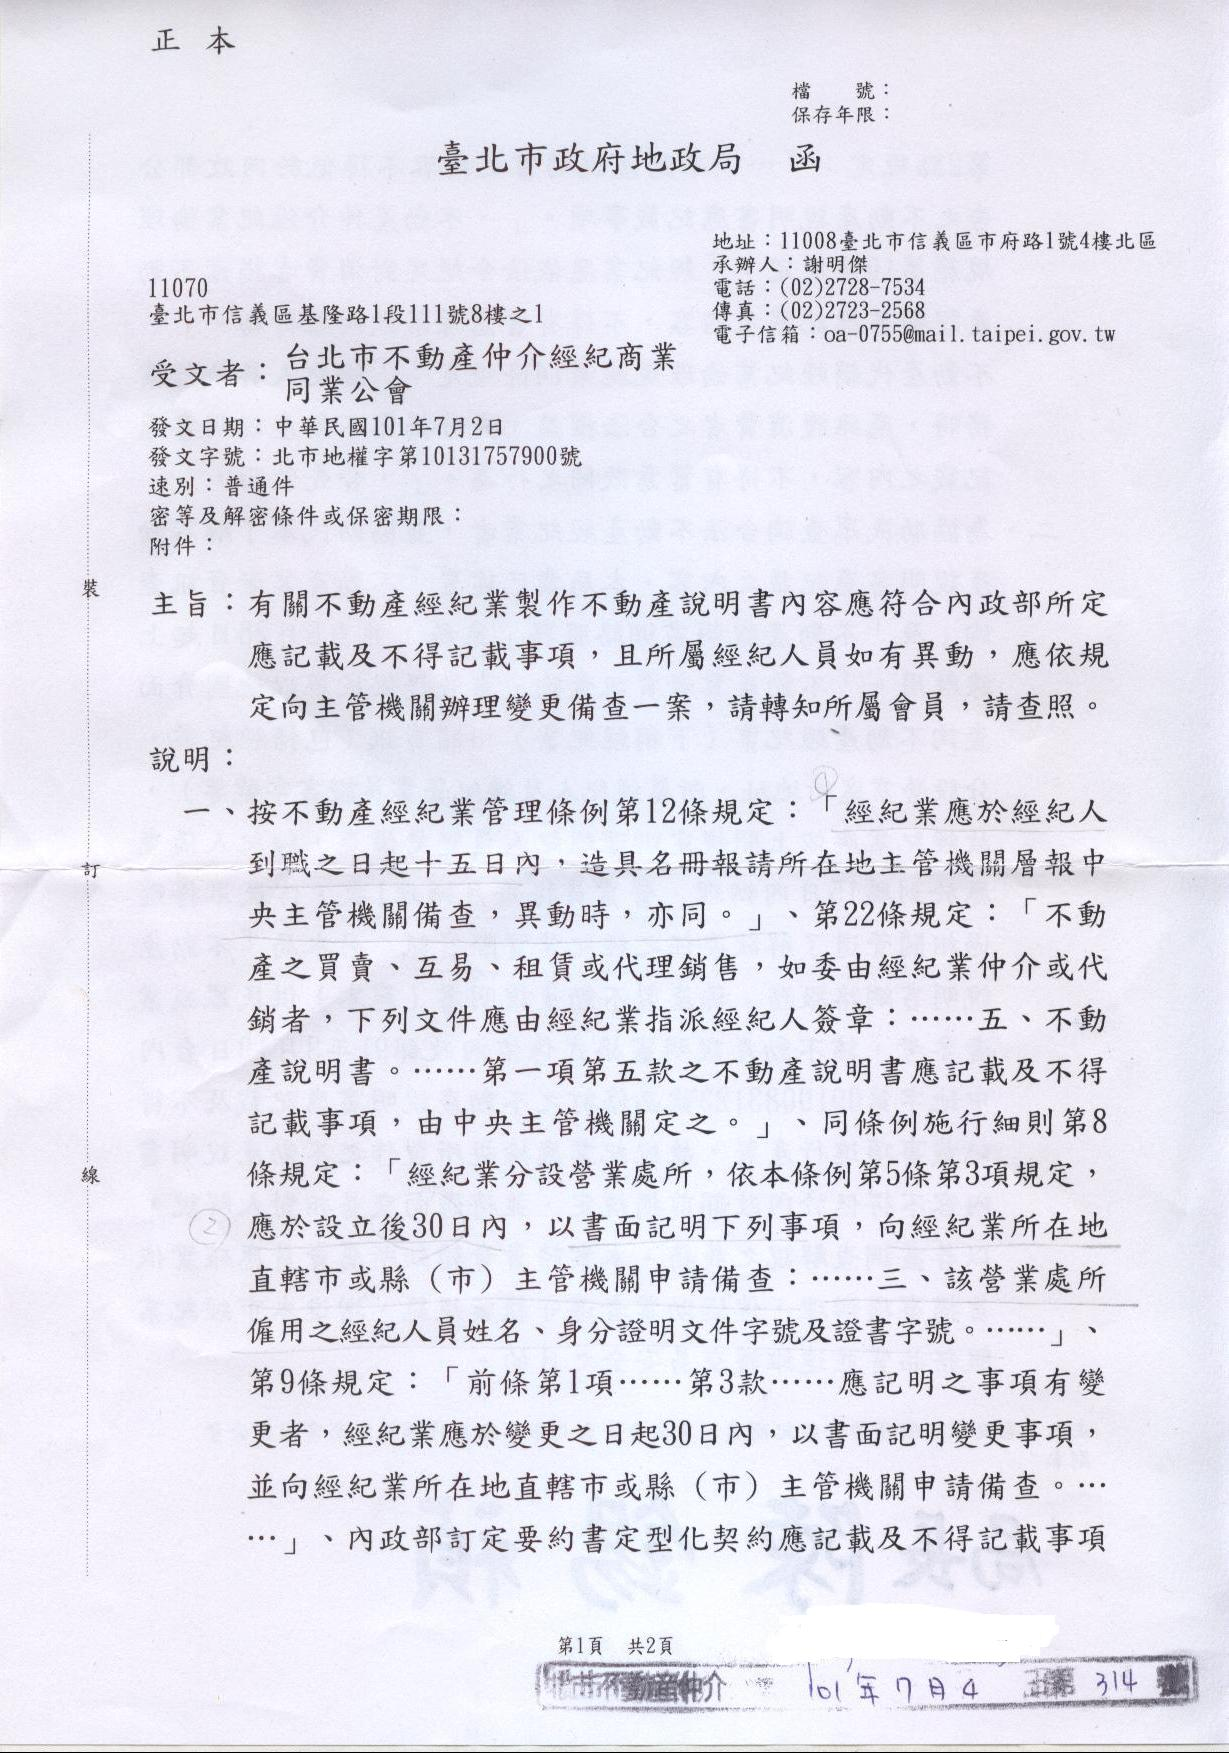 正本
檔　　號：
保存年限：
臺北市政府地政局　函
地址：11008臺北市信義區市府路1號4樓北區
承辦人：謝明傑
電話：(02)2728-7534
傳真：(02)2723-2568
電子信箱：oa-0755@mail.taipei.gov.tw
11070
臺北市信義區基隆路1段111號8樓之1
受文者：台北市不動產仲介經紀商業
同業公會
發文日期：中華民國101年7月2日
發文字號：北市地權字第10131757900號
速別：普通件
密等及解密條件或保密期限：
附件：
裝
訂
線
主旨：有關不動產經紀業製作不動產說明書內容應符合內政部所定
應記載及不得記載事項，且所屬經紀人員如有異動，應依規
定向主管機關辦理變更備查一案，請轉知所屬會員，請查照。
說明：
一、按不動產經紀業管理條例第12條規定：「經紀業應於經紀人
到職之日起十五日內，造具名冊報請所在地主管機關層報中
央主管機關備查，異動時，亦同。」、第22條規定：「不動
產之買賣、互易、租賃或代理銷售，如委由經紀業仲介或代
銷者，下列文件應由經紀業指派經紀人簽章：……五、不動
產說明書。……第一項第五款之不動產說明書應記載及不得
記載事項，由中央主管機關定之。」、同條例施行細則第8
條規定：「經紀業分設營業處所，依本條例第5條第3項規定，
②應於設立後30日內，以書面記明下列事項，向經紀業所在地
直轄市或縣（市）主管機關申請備查：……三、該營業處所
僱用之經紀人員姓名、身分證明文件字號及證書字號。……」、
第9條規定：「前條第1項……第3款……應記明之事項有變
更者，經紀業應於變更之日起30日內，以書面記明變更事項，
並向經紀業所在地直轄市或縣（市）主管機關申請備查。…
…」、內政部訂定要約書定型化契約應記載及不得記載事項
第1頁　共2頁
北市不動產仲介 101年7月4 314號